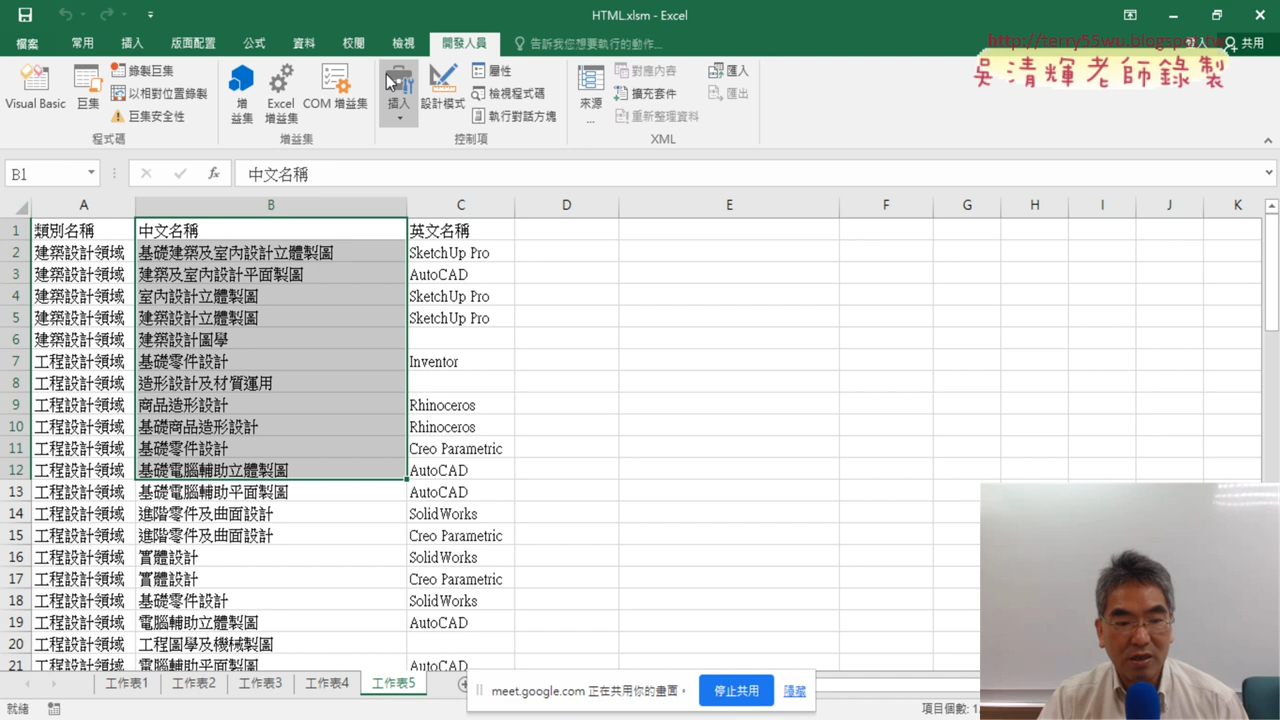 HTML.xlsm - Excel
檔案 常用 插入 版面配置 公式 資料 校閱 檢視 開發人員 告訴我您想要執行的動作... 共用
http://terry55wu.blogspot.tw
吳清輝老師錄製
Visual Basic 巨集 錄製巨集 以相對位置錄製 巨集安全性
程式碼
增益集 Excel 增益集 COM 增益集
增益集
插入 設計模式 屬性 檢視程式碼 執行對話方塊
控制項
來源 ... 對應內容 擴充套件 重新整理資料 匯入 匯出
XML
B1 fx 中文名稱
A B C D E F G H I J K
1 類別名稱 中文名稱 英文名稱
2 建築設計領域 基礎建築及室內設計立體製圖 SketchUp Pro
3 建築設計領域 建築及室內設計平面製圖 AutoCAD
4 建築設計領域 室內設計立體製圖 SketchUp Pro
5 建築設計領域 建築設計立體製圖 SketchUp Pro
6 建築設計領域 建築設計圖學
7 工程設計領域 基礎零件設計 Inventor
8 工程設計領域 造形設計及材質運用
9 工程設計領域 商品造形設計 Rhinoceros
10 工程設計領域 基礎商品造形設計 Rhinoceros
11 工程設計領域 基礎零件設計 Creo Parametric
12 工程設計領域 基礎電腦輔助立體製圖 AutoCAD
13 工程設計領域 基礎電腦輔助平面製圖 AutoCAD
14 工程設計領域 進階零件及曲面設計 SolidWorks
15 工程設計領域 進階零件及曲面設計 Creo Parametric
16 工程設計領域 實體設計 SolidWorks
17 工程設計領域 實體設計 Creo Parametric
18 工程設計領域 基礎零件設計 SolidWorks
19 工程設計領域 電腦輔助立體製圖 AutoCAD
20 工程設計領域 工程圖學及機械製圖
21 工程設計領域 電腦輔助平面製圖 AutoCAD
工作表1 工作表2 工作表3 工作表4 工作表5
meet.google.com 正在共用你的畫面。 停止共用 隱藏
就緒 項目個數: